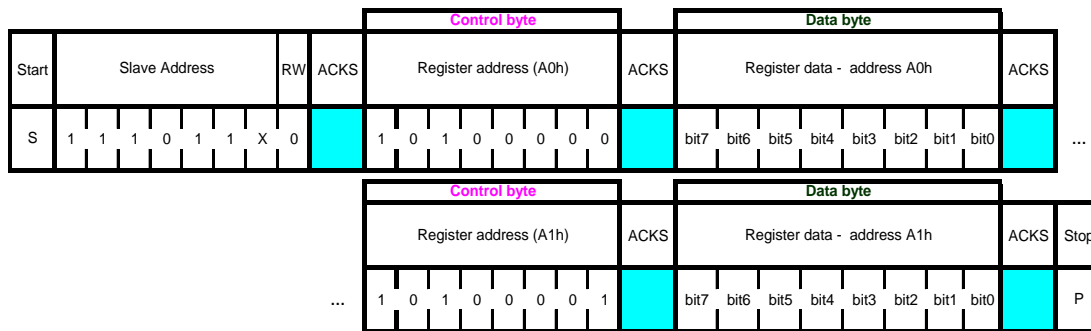 Control byte Data byte
Start Slave Address RW ACKS Register address (A0h) ACKS Register data - address A0h ACKS
S 1 1 1 0 1 1 X 0 1 0 1 0 0 0 0 0 bit7 bit6 bit5 bit4 bit3 bit2 bit1 bit0 ...
Control byte Data byte
Register address (A1h) ACKS Register data - address A1h ACKS Stop
... 1 0 1 0 0 0 0 1 bit7 bit6 bit5 bit4 bit3 bit2 bit1 bit0 P